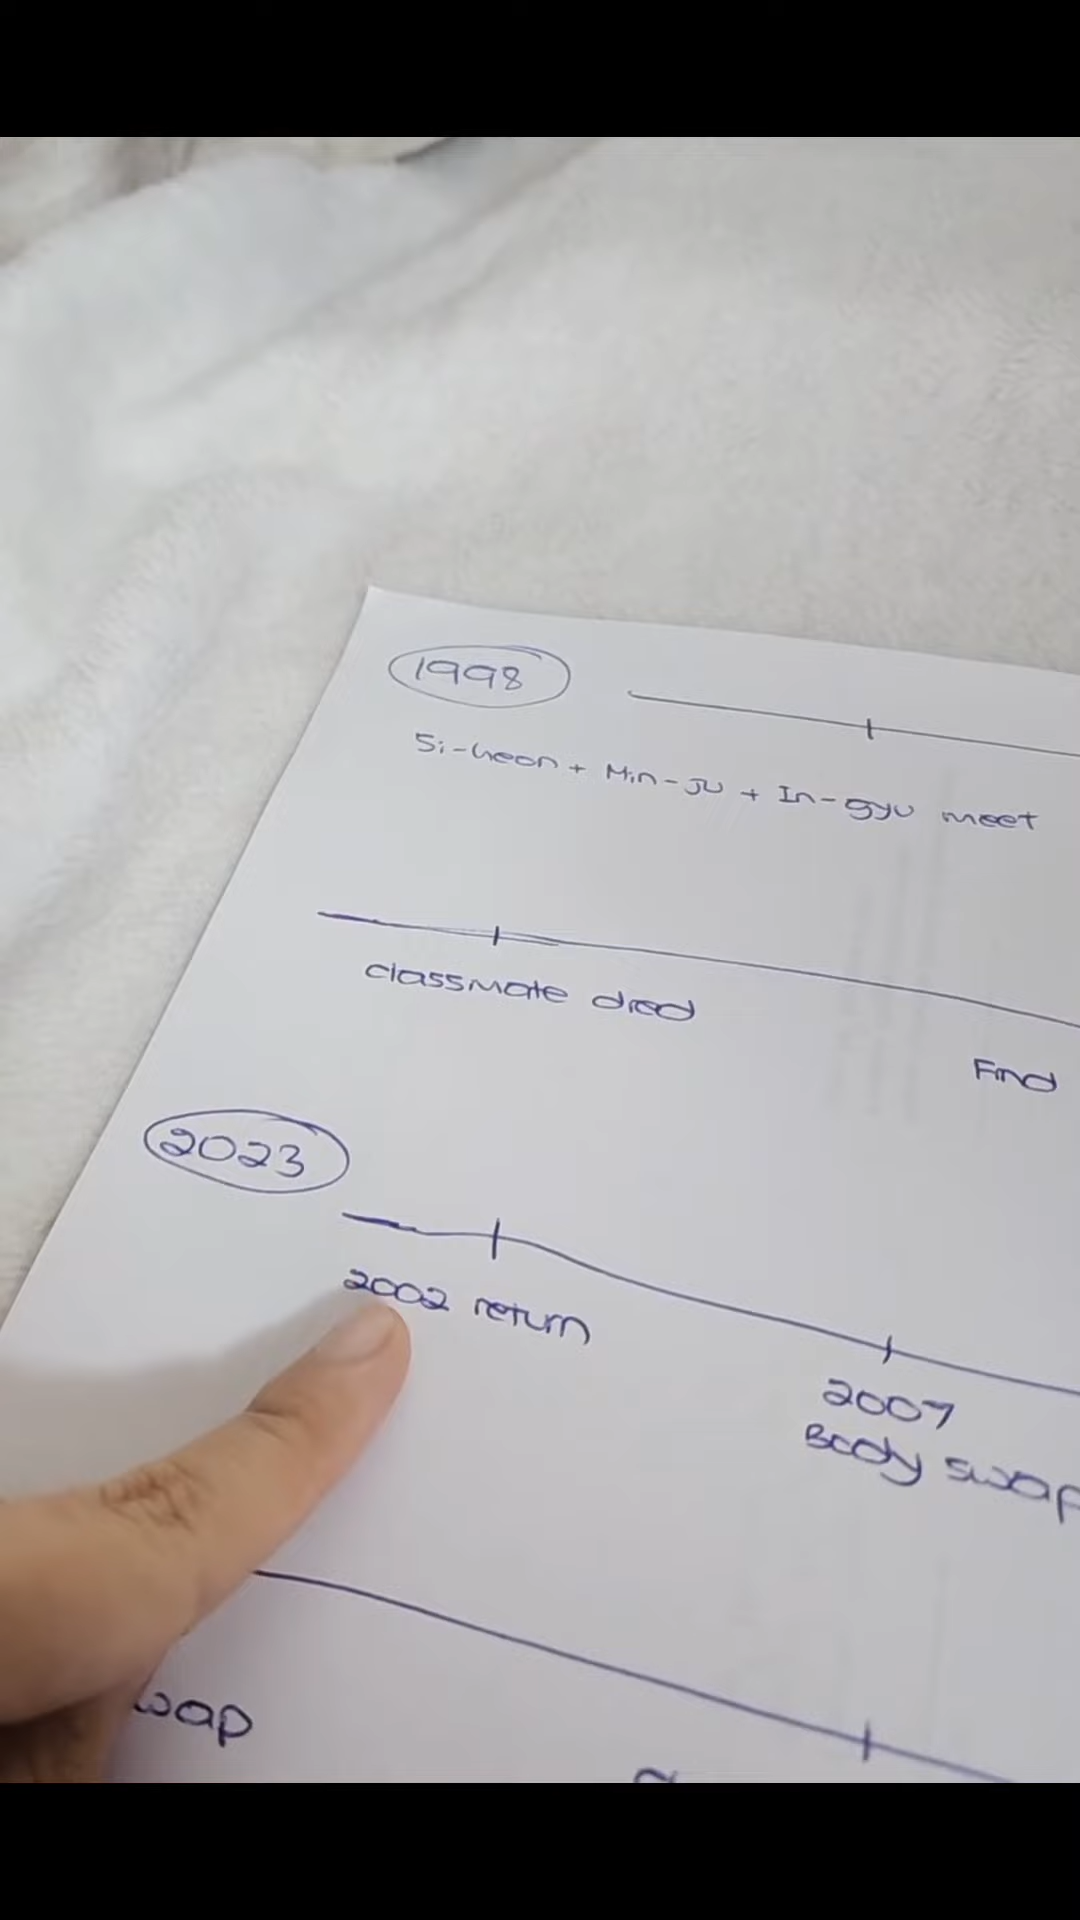 1998
Si-heon + Min-ju + In-gyu meet
classmate died
Find
2023
2002 return
2007
Body swap
wap